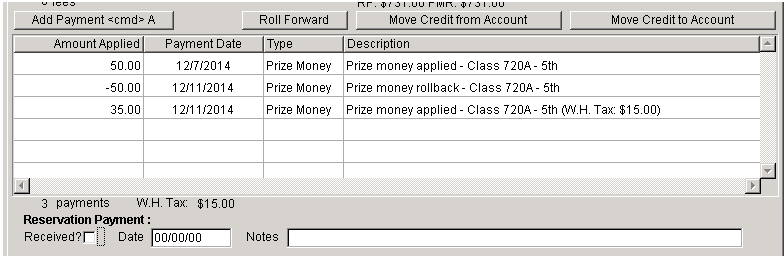 0 fees RF: $731.00 PMR: $731.00
Add Payment <cmd> A Roll Forward Move Credit from Account Move Credit to Account
Amount Applied Payment Date Type Description
50.00 12/7/2014 Prize Money Prize money applied - Class 720A - 5th
-50.00 12/11/2014 Prize Money Prize money rollback - Class 720A - 5th
35.00 12/11/2014 Prize Money Prize money applied - Class 720A - 5th (W.H. Tax: $15.00)
3 payments W.H. Tax: $15.00
Reservation Payment :
Received? Date 00/00/00 Notes